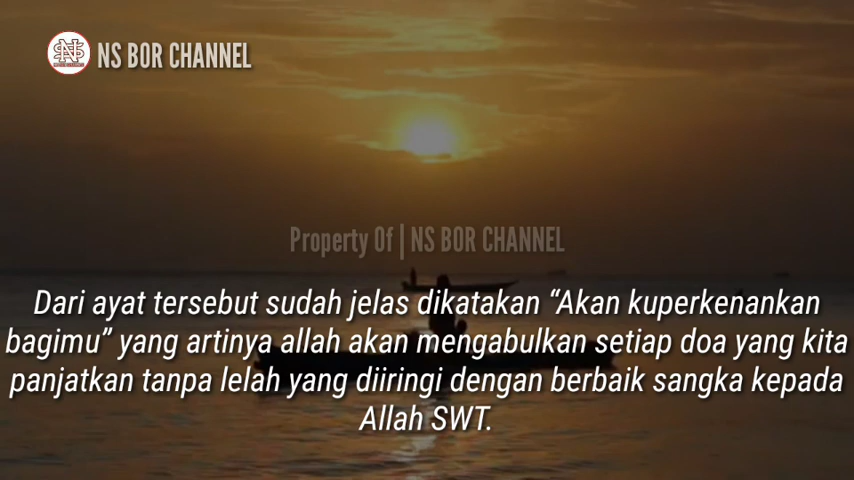 NS BOR CHANNEL
Property Of | NS BOR CHANNEL
Dari ayat tersebut sudah jelas dikatakan “Akan kuperkenankan
bagimu” yang artinya allah akan mengabulkan setiap doa yang kita
panjatkan tanpa lelah yang diiringi dengan berbaik sangka kepada
Allah SWT.